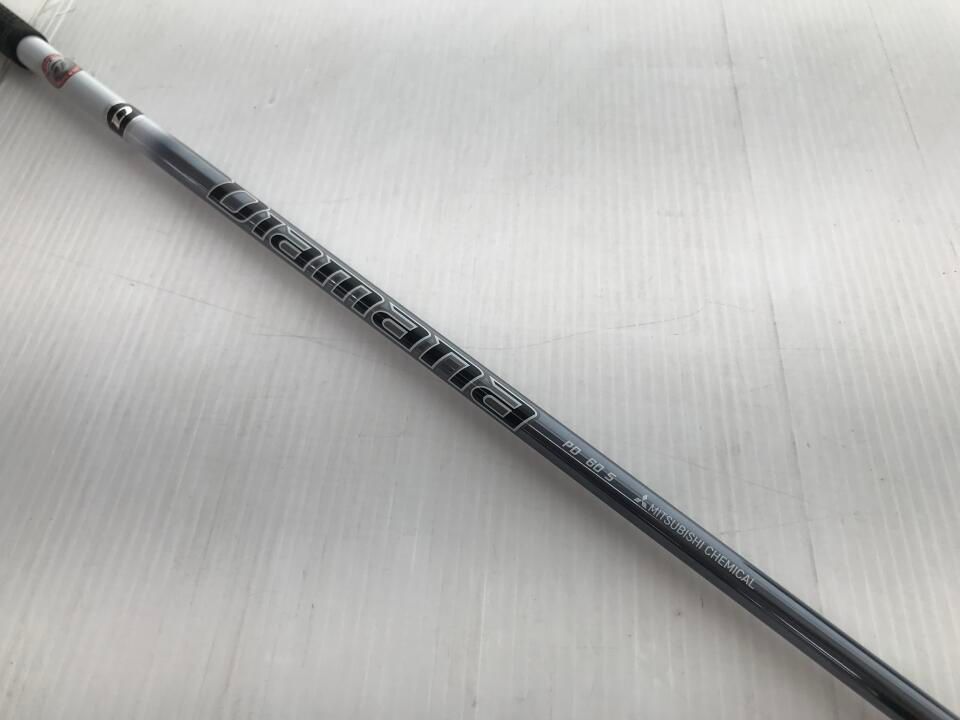 D
Diamana
PD 60 S
MITSUBISHI CHEMICAL